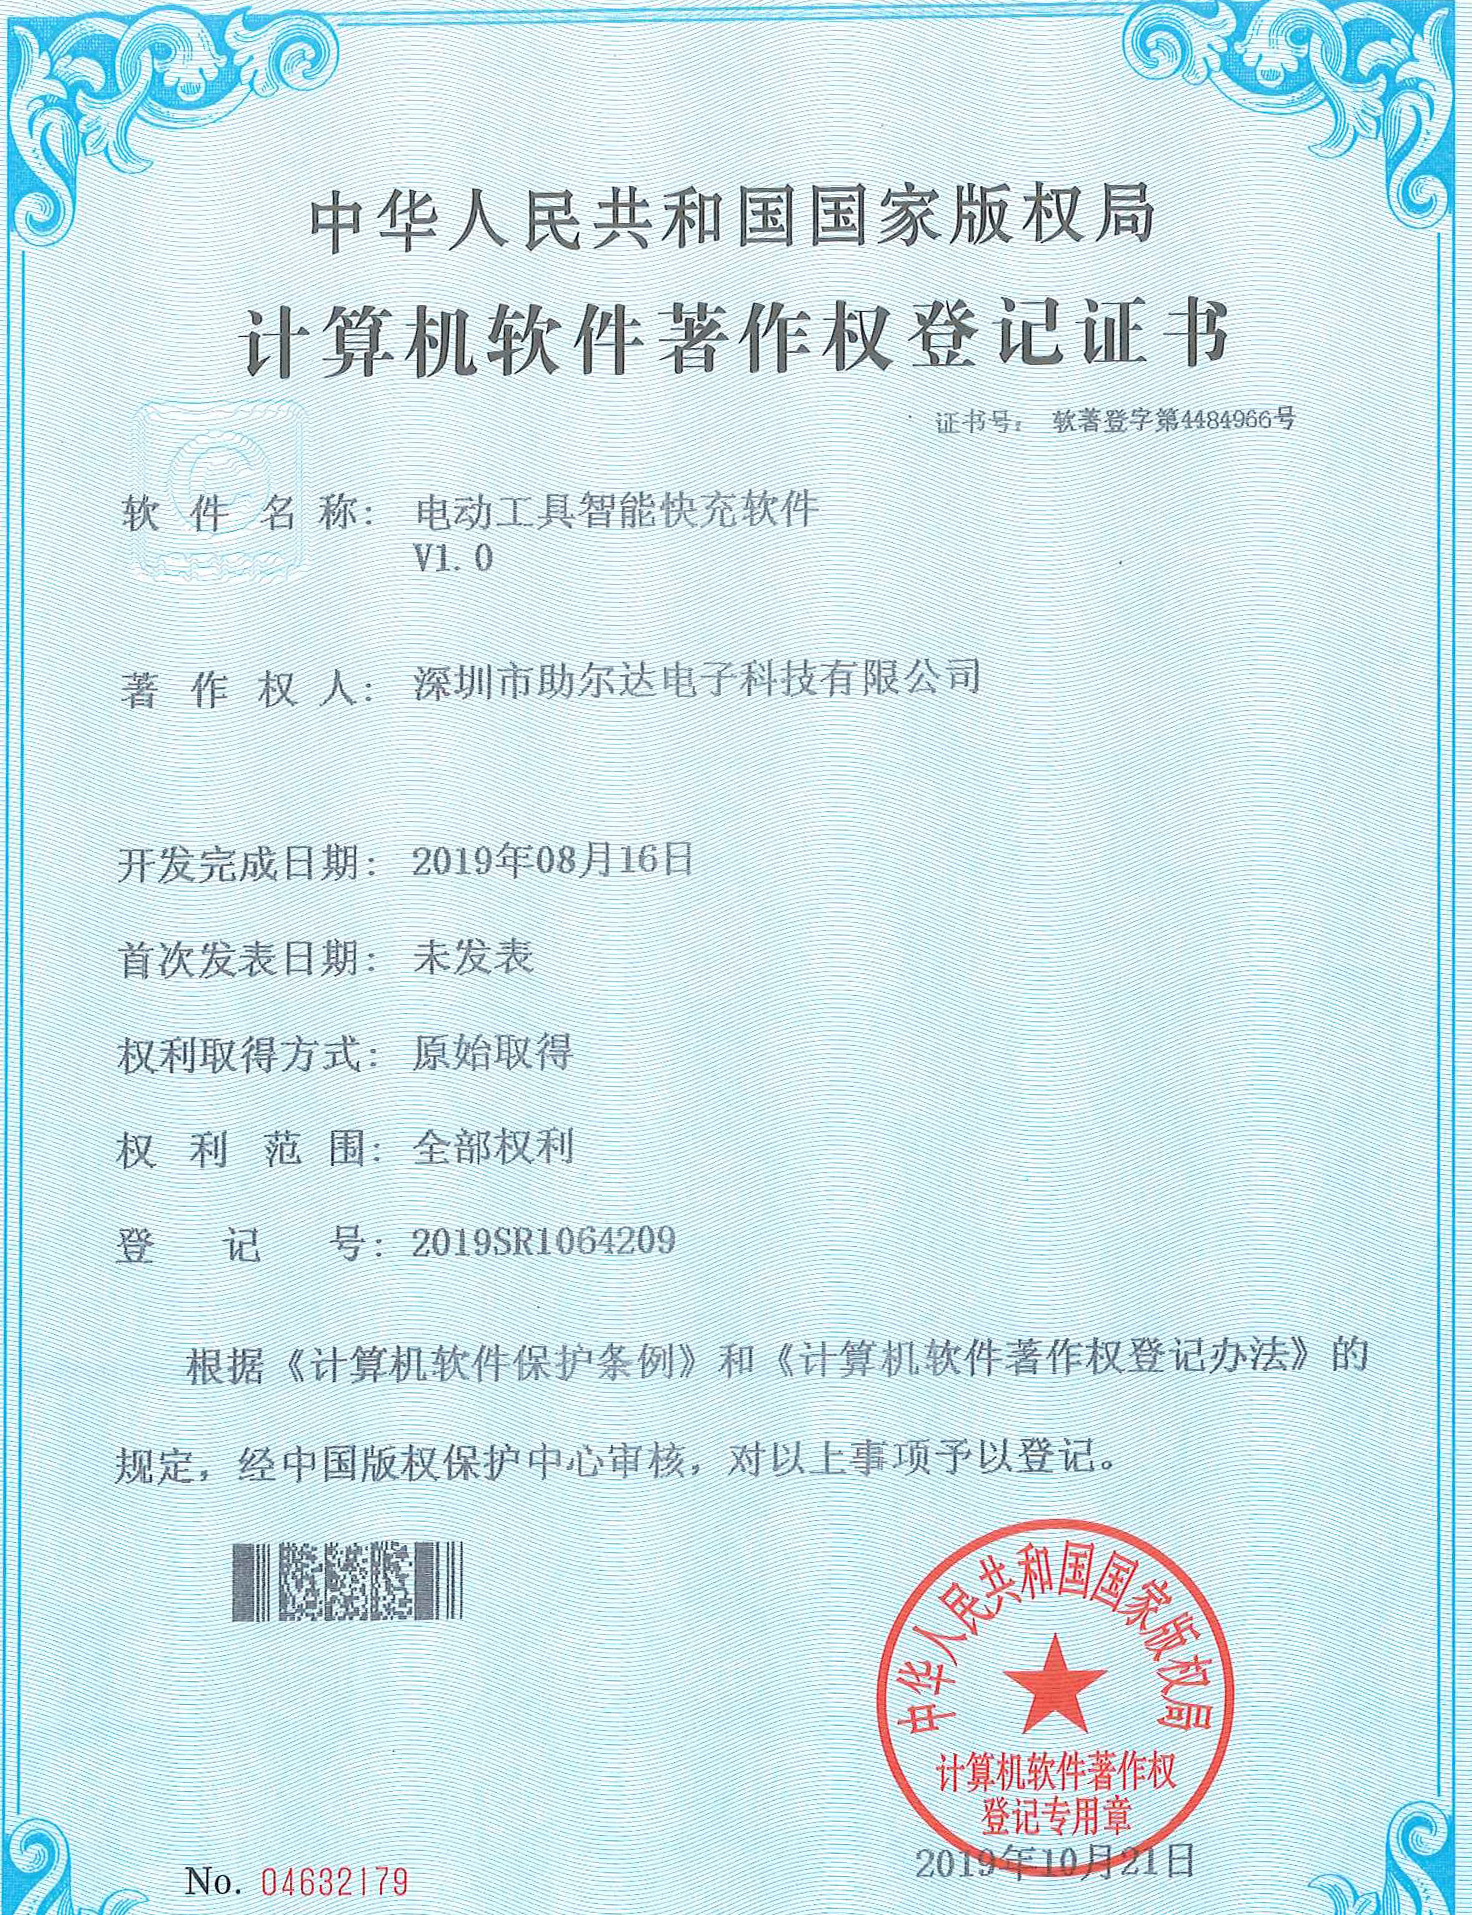 中华人民共和国国家版权局
计算机软件著作权登记证书
证书号： 软著登字第4484966号
软件名称： 电动工具智能快充软件
V1.0
著作权人： 深圳市助尔达电子科技有限公司
开发完成日期： 2019年08月16日
首次发表日期： 未发表
权利取得方式： 原始取得
权利范围： 全部权利
登记号： 2019SR1064209
根据《计算机软件保护条例》和《计算机软件著作权登记办法》的
规定，经中国版权保护中心审核，对以上事项予以登记。
中华人民共和国国家版权局
计算机软件著作权
登记专用章
2019年10月21日
No. 04632179